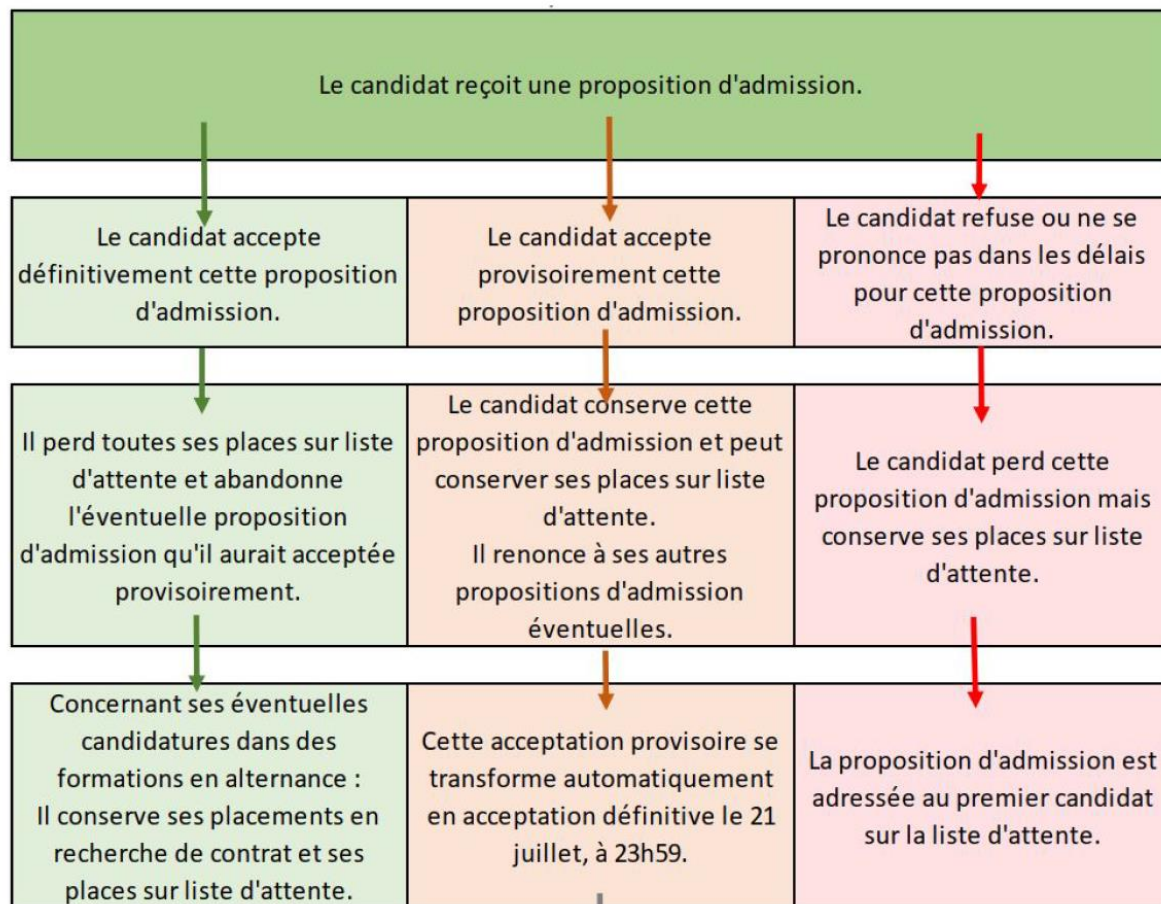 Le candidat reçoit une proposition d'admission.
Le candidat accepte
définitivement cette proposition
d'admission.
Le candidat accepte
provisoirement cette
proposition d'admission.
Le candidat refuse ou ne se
prononce pas dans les délais
pour cette proposition
d'admission.
Il perd toutes ses places sur liste
d'attente et abandonne
l'éventuelle proposition
d'admission qu'il aurait acceptée
provisoirement.
Le candidat conserve cette
proposition d'admission et peut
conserver ses places sur liste
d'attente.
Il renonce à ses autres
propositions d'admission
éventuelles.
Le candidat perd cette
proposition d'admission mais
conserve ses places sur liste
d'attente.
Concernant ses éventuelles
candidatures dans des
formations en alternance :
Il conserve ses placements en
recherche de contrat et ses
places sur liste d'attente.
Cette acceptation provisoire se
transforme automatiquement
en acceptation définitive le 21
juillet, à 23h59.
La proposition d'admission est
adressée au premier candidat
sur la liste d'attente.